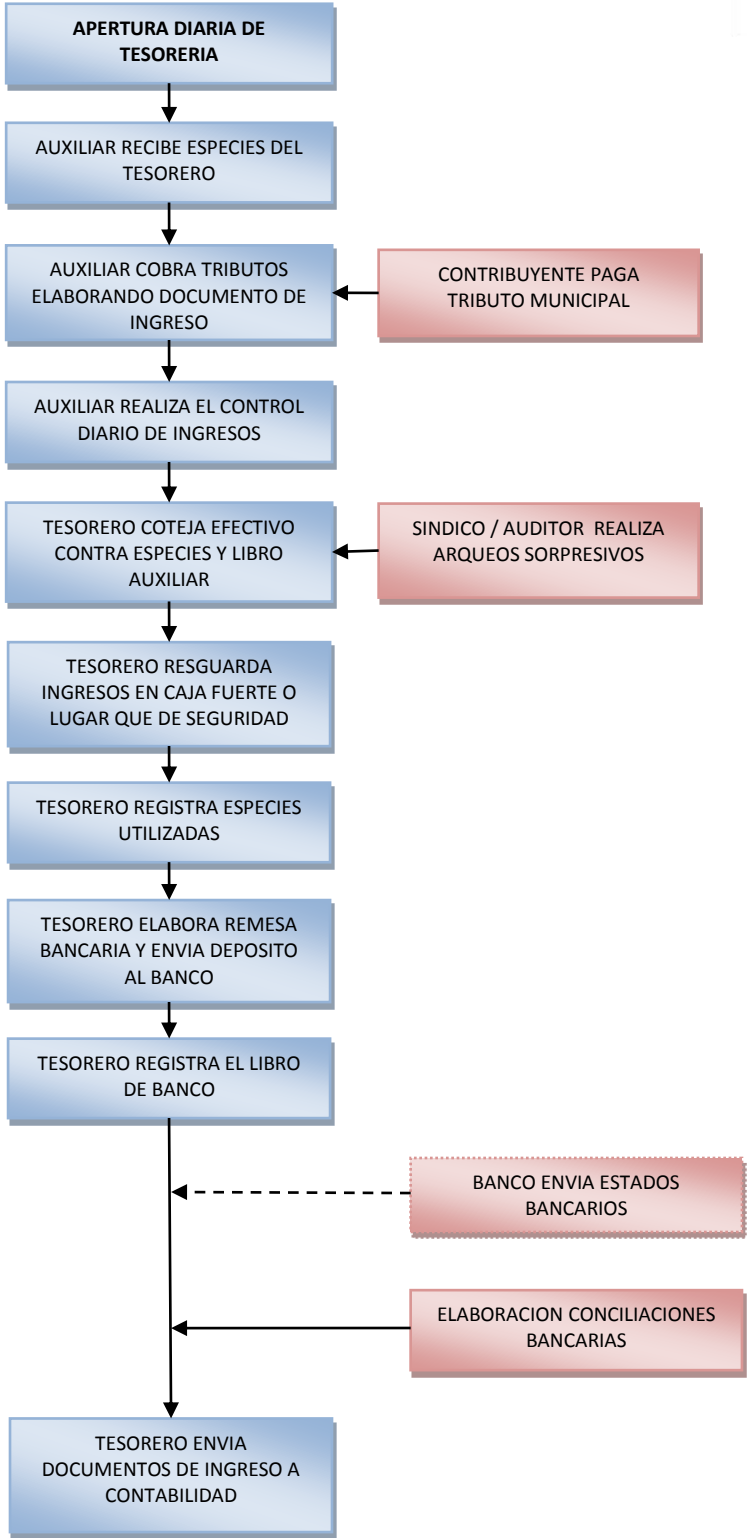 APERTURA DIARIA DE
TESORERIA
AUXILIAR RECIBE ESPECIES DEL
TESORERO
AUXILIAR COBRA TRIBUTOS
ELABORANDO DOCUMENTO DE
INGRESO
CONTRIBUYENTE PAGA
TRIBUTO MUNICIPAL
AUXILIAR REALIZA EL CONTROL
DIARIO DE INGRESOS
TESORERO COTEJA EFECTIVO
CONTRA ESPECIES Y LIBRO
AUXILIAR
SINDICO / AUDITOR REALIZA
ARQUEOS SORPRESIVOS
TESORERO RESGUARDA
INGRESOS EN CAJA FUERTE O
LUGAR QUE DE SEGURIDAD
TESORERO REGISTRA ESPECIES
UTILIZADAS
TESORERO ELABORA REMESA
BANCARIA Y ENVIA DEPOSITO
AL BANCO
TESORERO REGISTRA EL LIBRO
DE BANCO
BANCO ENVIA ESTADOS
BANCARIOS
ELABORACION CONCILIACIONES
BANCARIAS
TESORERO ENVIA
DOCUMENTOS DE INGRESO A
CONTABILIDAD